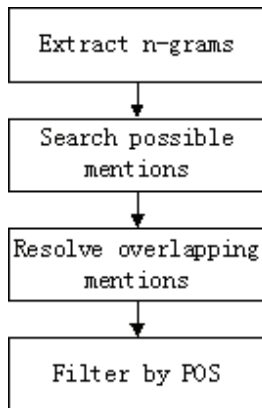 Extract n-grams
Search possible
mentions
Resolve overlapping
mentions
Filter by POS